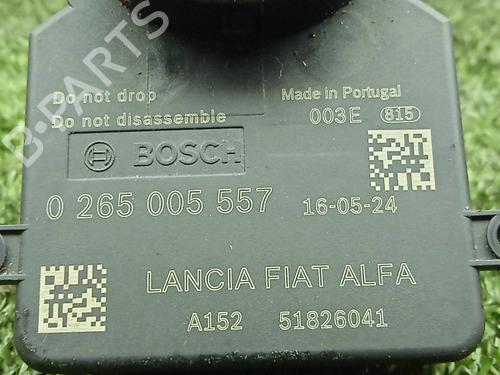 Do not drop
Made in Portugal
Do not disassemble
003E 815
BOSCH
0 265 005 557
16-05-24
LANCIA FIAT ALFA
A152 51826041
B-PARTS